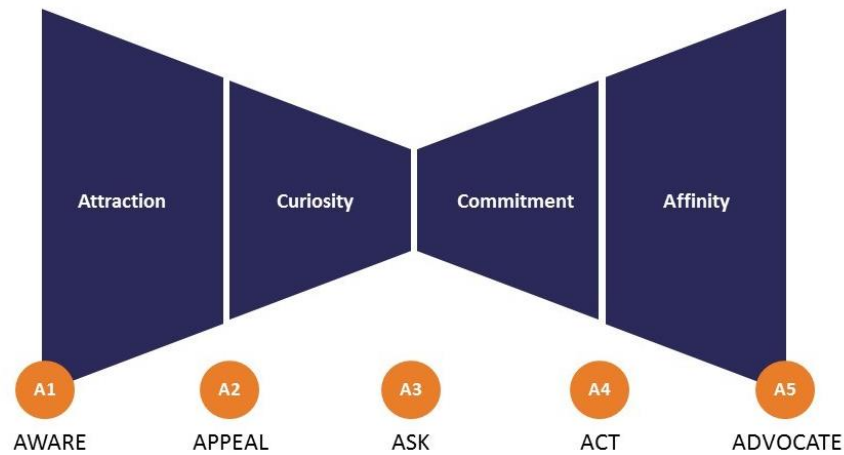 Attraction
Curiosity
Commitment
Affinity
A1
A2
A3
A4
A5
AWARE
APPEAL
ASK
ACT
ADVOCATE